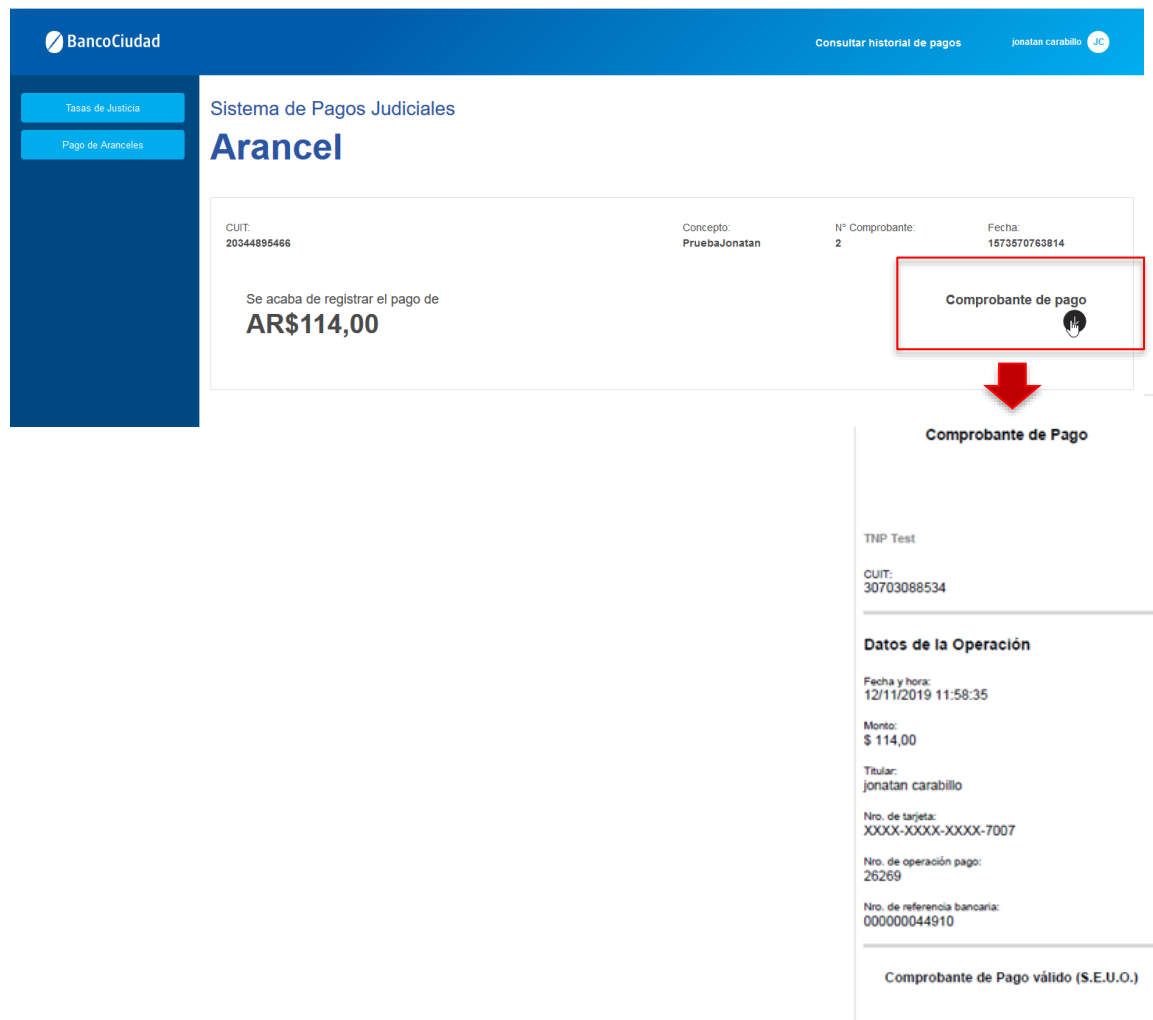 BancoCiudad
Consultar historial de pagos
jonatan carabillo
JC
Tasas de Justicia
Pago de Aranceles
Sistema de Pagos Judiciales
Arancel
CUIT:
20344895466
Concepto:
PruebaJonatan
N° Comprobante:
2
Fecha:
1573570763814
Se acaba de registrar el pago de
AR$114,00
Comprobante de pago
Comprobante de Pago
TNP Test
CUIT:
30703088534
Datos de la Operación
Fecha y hora:
12/11/2019 11:58:35
Monto:
$ 114,00
Titular:
jonatan carabillo
Nro. de tarjeta:
XXXX-XXXX-XXXX-7007
Nro. de operación pago:
26269
Nro. de referencia bancaria:
000000044910
Comprobante de Pago válido (S.E.U.O.)